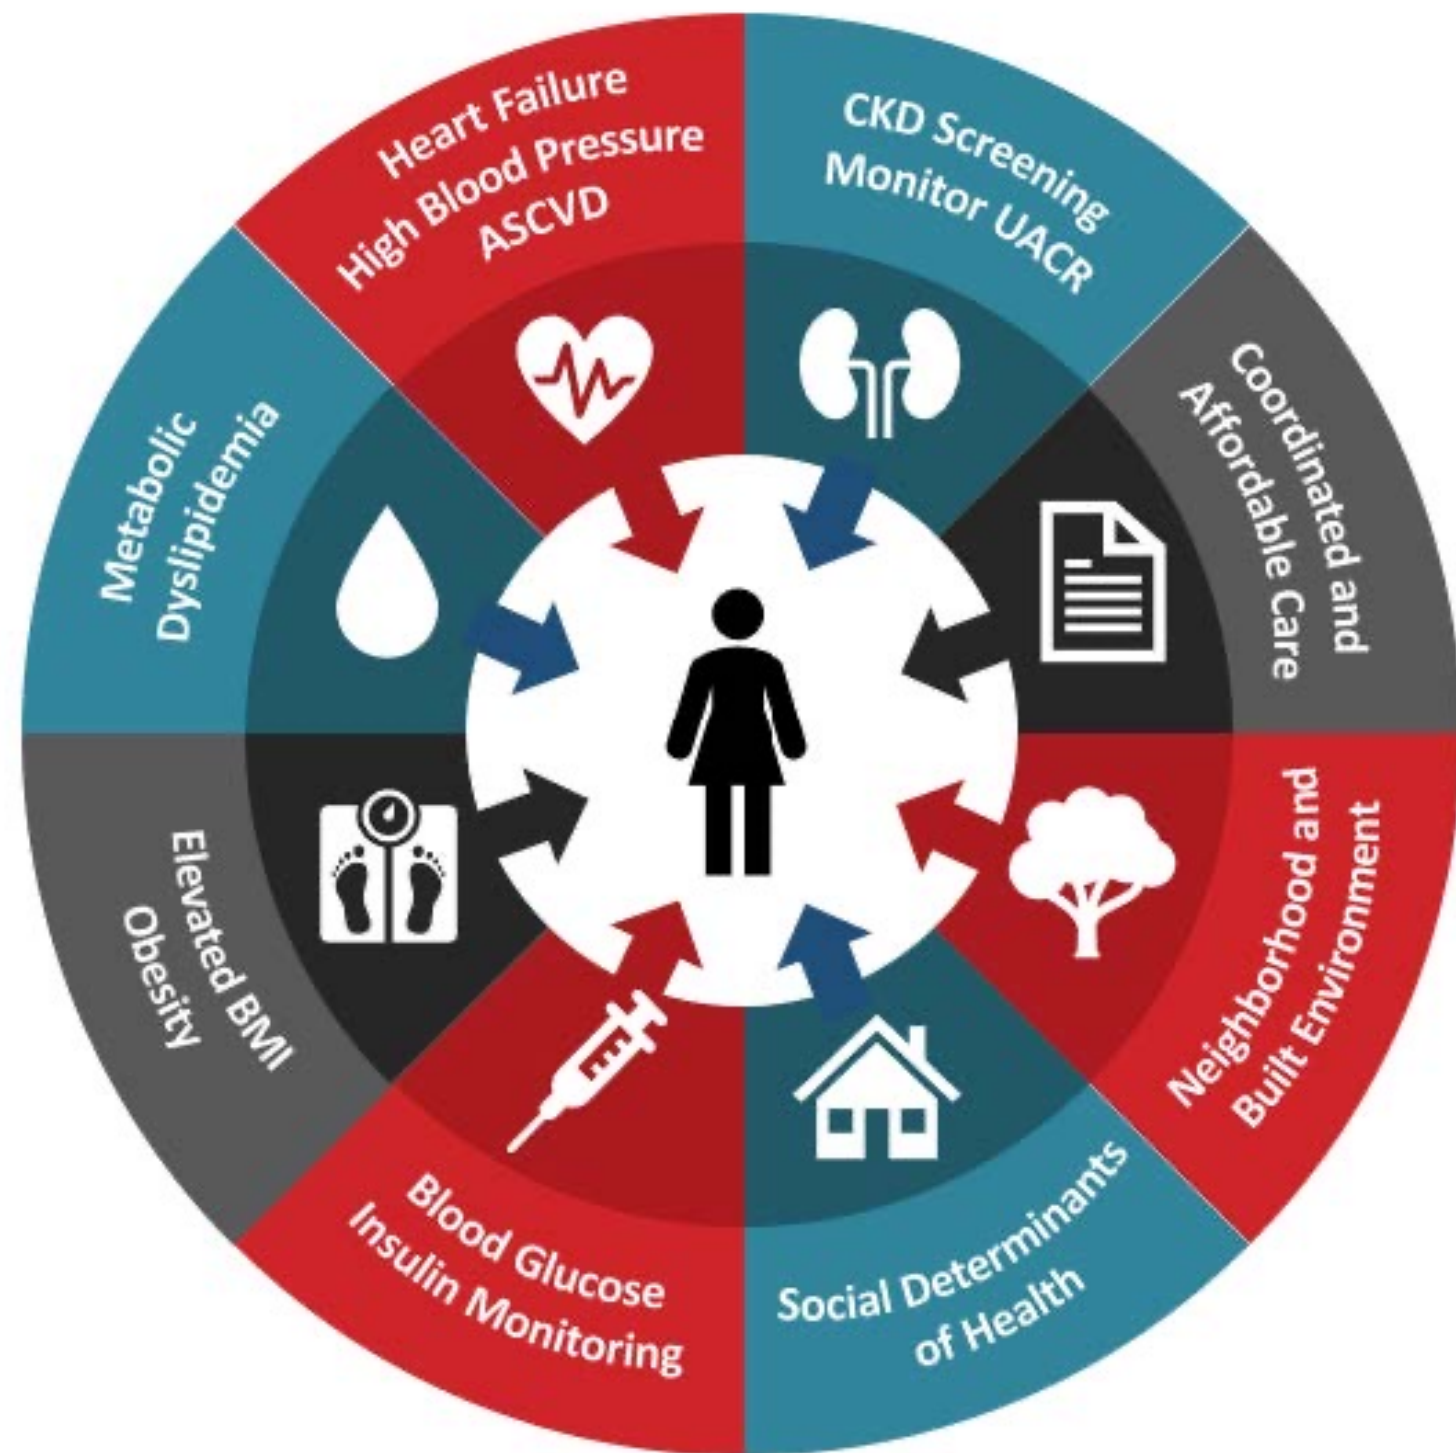 Heart Failure
High Blood Pressure
ASCVD
CKD Screening
Monitor UACR
Coordinated and
Affordable Care
Neighborhood and
Built Environment
Social Determinants
of Health
Blood Glucose
Insulin Monitoring
Elevated BMI
Obesity
Metabolic
Dyslipidemia